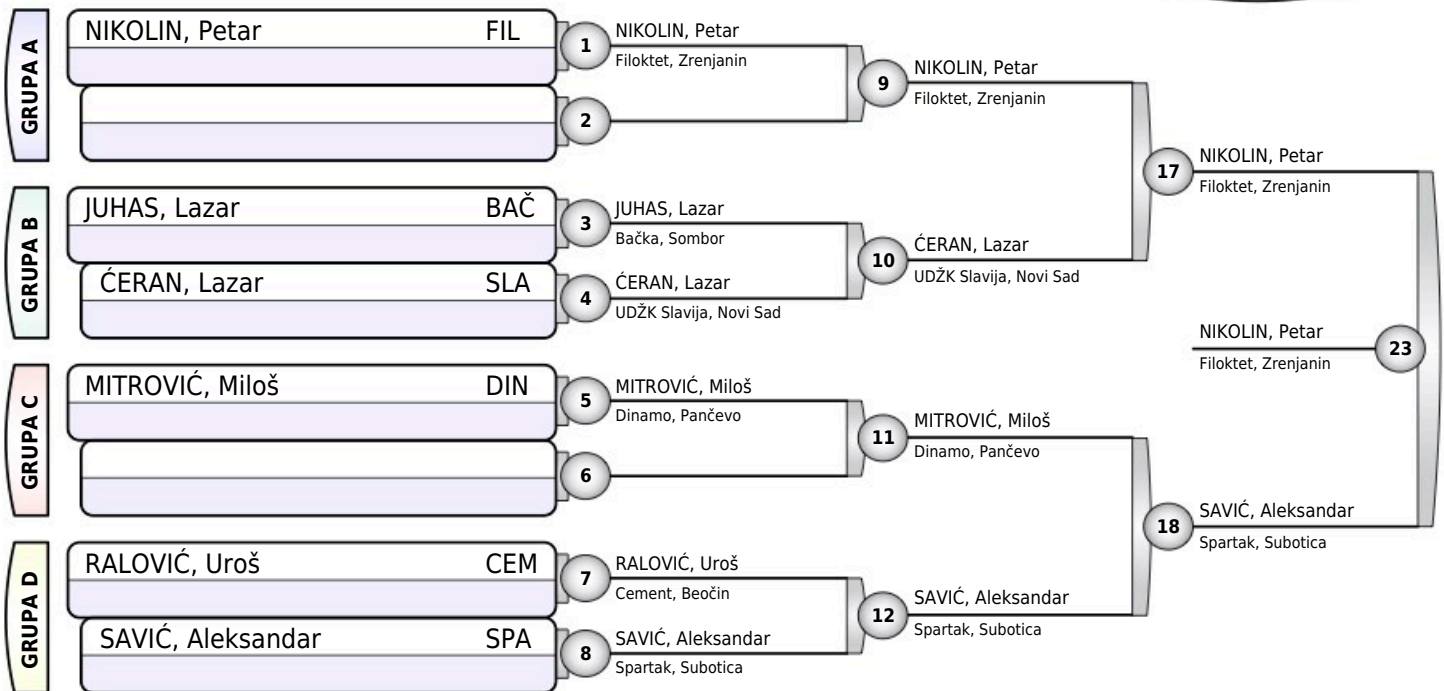 GRUPA A
NIKOLIN, Petar FIL
1
NIKOLIN, Petar
Filoktet, Zrenjanin
2
9
NIKOLIN, Petar
Filoktet, Zrenjanin
GRUPA B
JUHAS, Lazar BAČ
3
JUHAS, Lazar
Bačka, Sombor
ĆERAN, Lazar SLA
4
ĆERAN, Lazar
UDŽK Slavija, Novi Sad
10
ĆERAN, Lazar
UDŽK Slavija, Novi Sad
17
NIKOLIN, Petar
Filoktet, Zrenjanin
GRUPA C
MITROVIĆ, Miloš DIN
5
MITROVIĆ, Miloš
Dinamo, Pančevo
6
11
MITROVIĆ, Miloš
Dinamo, Pančevo
GRUPA D
RALOVIĆ, Uroš CEM
7
RALOVIĆ, Uroš
Cement, Beočin
SAVIĆ, Aleksandar SPA
8
SAVIĆ, Aleksandar
Spartak, Subotica
12
SAVIĆ, Aleksandar
Spartak, Subotica
18
SAVIĆ, Aleksandar
Spartak, Subotica
NIKOLIN, Petar
Filoktet, Zrenjanin
23